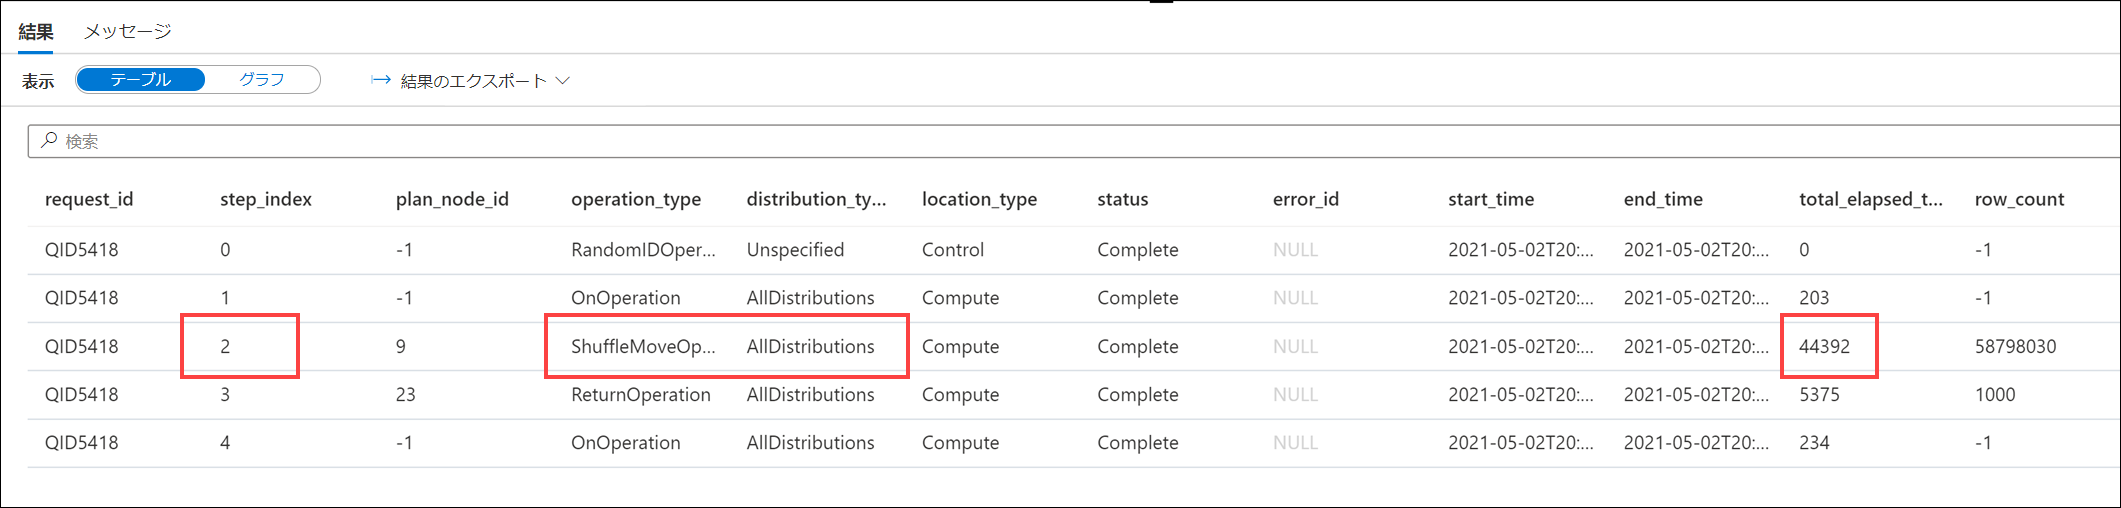 結果 メッセージ
表示 テーブル グラフ 結果のエクスポート
検索
request_id step_index plan_node_id operation_type distribution_ty... location_type status error_id start_time end_time total_elapsed_t... row_count
QID5418 0 -1 RandomIDOper... Unspecified Control Complete NULL 2021-05-02T20:... 2021-05-02T20:... 0 -1
QID5418 1 -1 OnOperation AllDistributions Compute Complete NULL 2021-05-02T20:... 2021-05-02T20:... 203 -1
QID5418 2 9 ShuffleMoveOp... AllDistributions Compute Complete NULL 2021-05-02T20:... 2021-05-02T20:... 44392 58798030
QID5418 3 23 ReturnOperation AllDistributions Compute Complete NULL 2021-05-02T20:... 2021-05-02T20:... 5375 1000
QID5418 4 -1 OnOperation AllDistributions Compute Complete NULL 2021-05-02T20:... 2021-05-02T20:... 234 -1